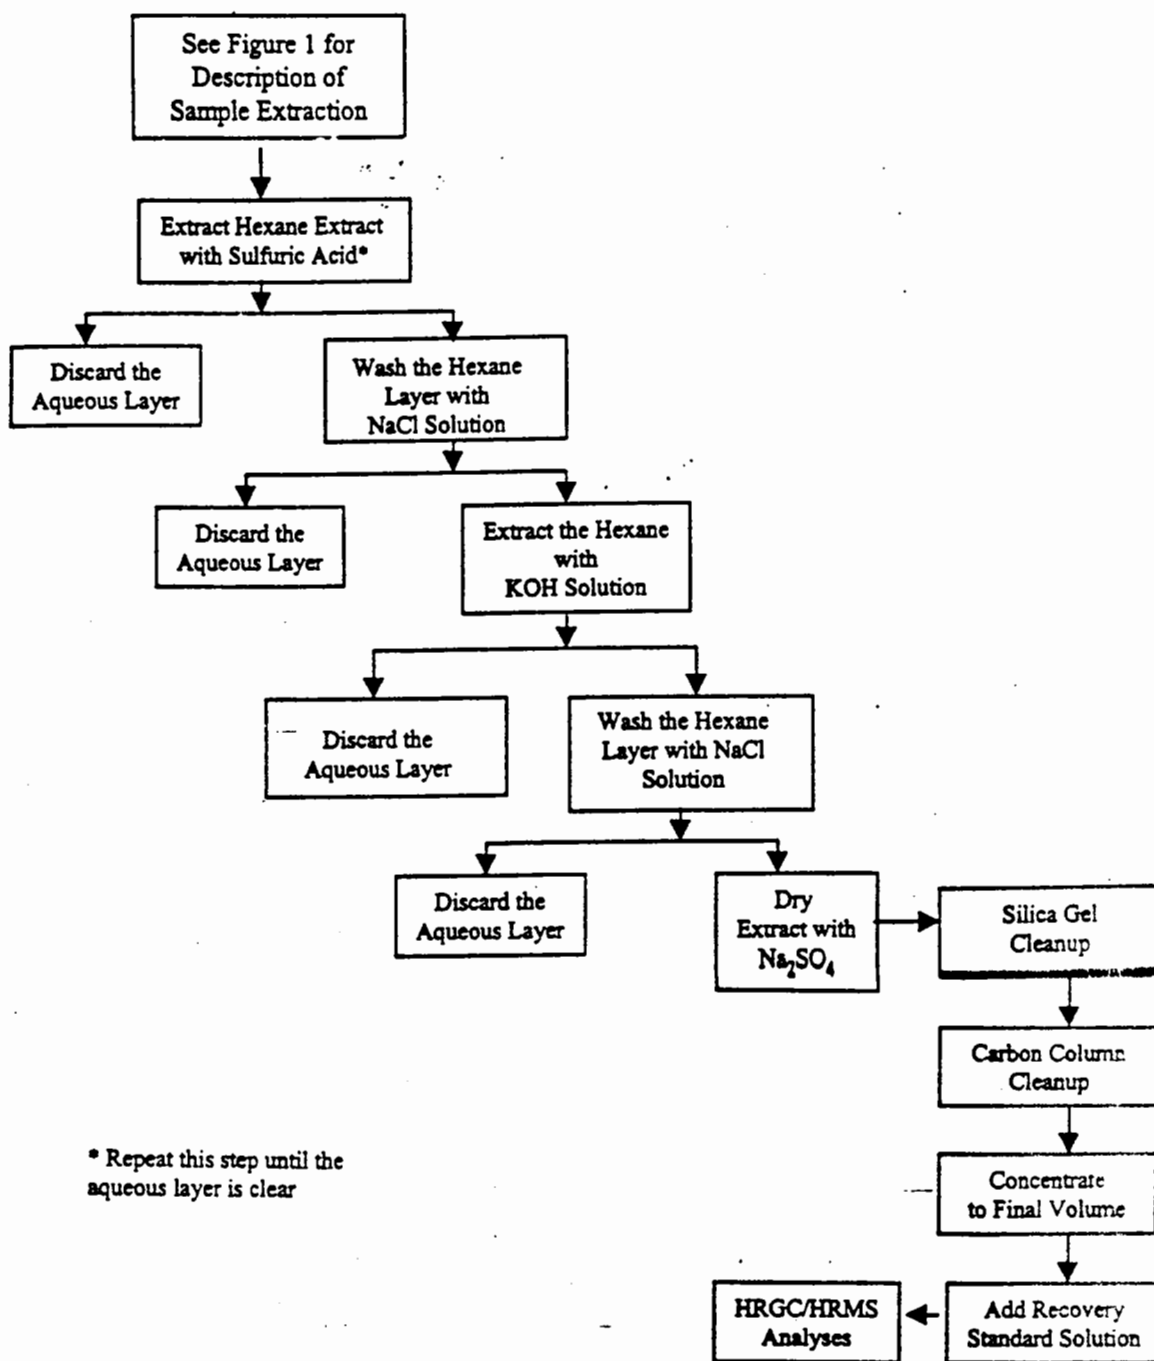 See Figure 1 for
Description of
Sample Extraction
Extract Hexane Extract
with Sulfuric Acid*
Discard the
Aqueous Layer
Wash the Hexane
Layer with
NaCl Solution
Discard the
Aqueous Layer
Extract the Hexane
with
KOH Solution
Discard the
Aqueous Layer
Wash the Hexane
Layer with NaCl
Solution
Discard the
Aqueous Layer
Dry
Extract with
Na₂SO₄
Silica Gel
Cleanup
Carbon Column
Cleanup
Concentrate
to Final Volume
Add Recovery
Standard Solution
HRGC/HRMS
Analyses
* Repeat this step until the
aqueous layer is clear